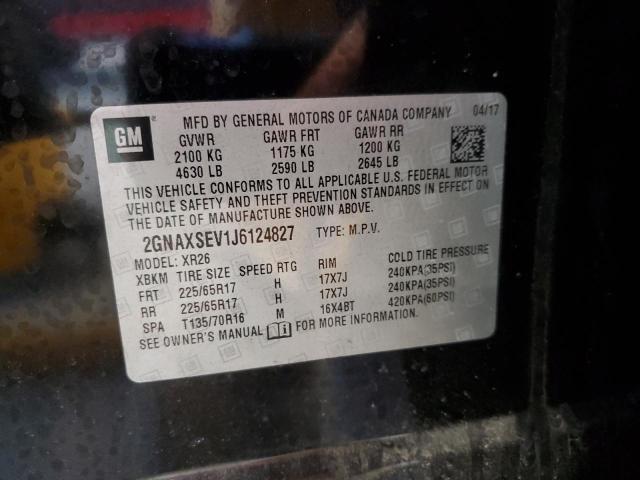 GM
MFD BY GENERAL MOTORS OF CANADA COMPANY 04/17
GVWR GAWR FRT GAWR RR
2100 KG 1175 KG 1200 KG
4630 LB 2590 LB 2645 LB
THIS VEHICLE CONFORMS TO ALL APPLICABLE U.S. FEDERAL MOTOR
VEHICLE SAFETY AND THEFT PREVENTION STANDARDS IN EFFECT ON
THE DATE OF MANUFACTURE SHOWN ABOVE.
2GNAXSEV1J6124827 TYPE: M.P.V.
MODEL: XR26
XBKM TIRE SIZE SPEED RTG RIM COLD TIRE PRESSURE
FRT 225/65R17 H 17X7J 240KPA(35PSI)
RR 225/65R17 H 17X7J 240KPA(35PSI)
SPA T135/70R16 M 16X4BT 420KPA(60PSI)
SEE OWNER'S MANUAL FOR MORE INFORMATION.